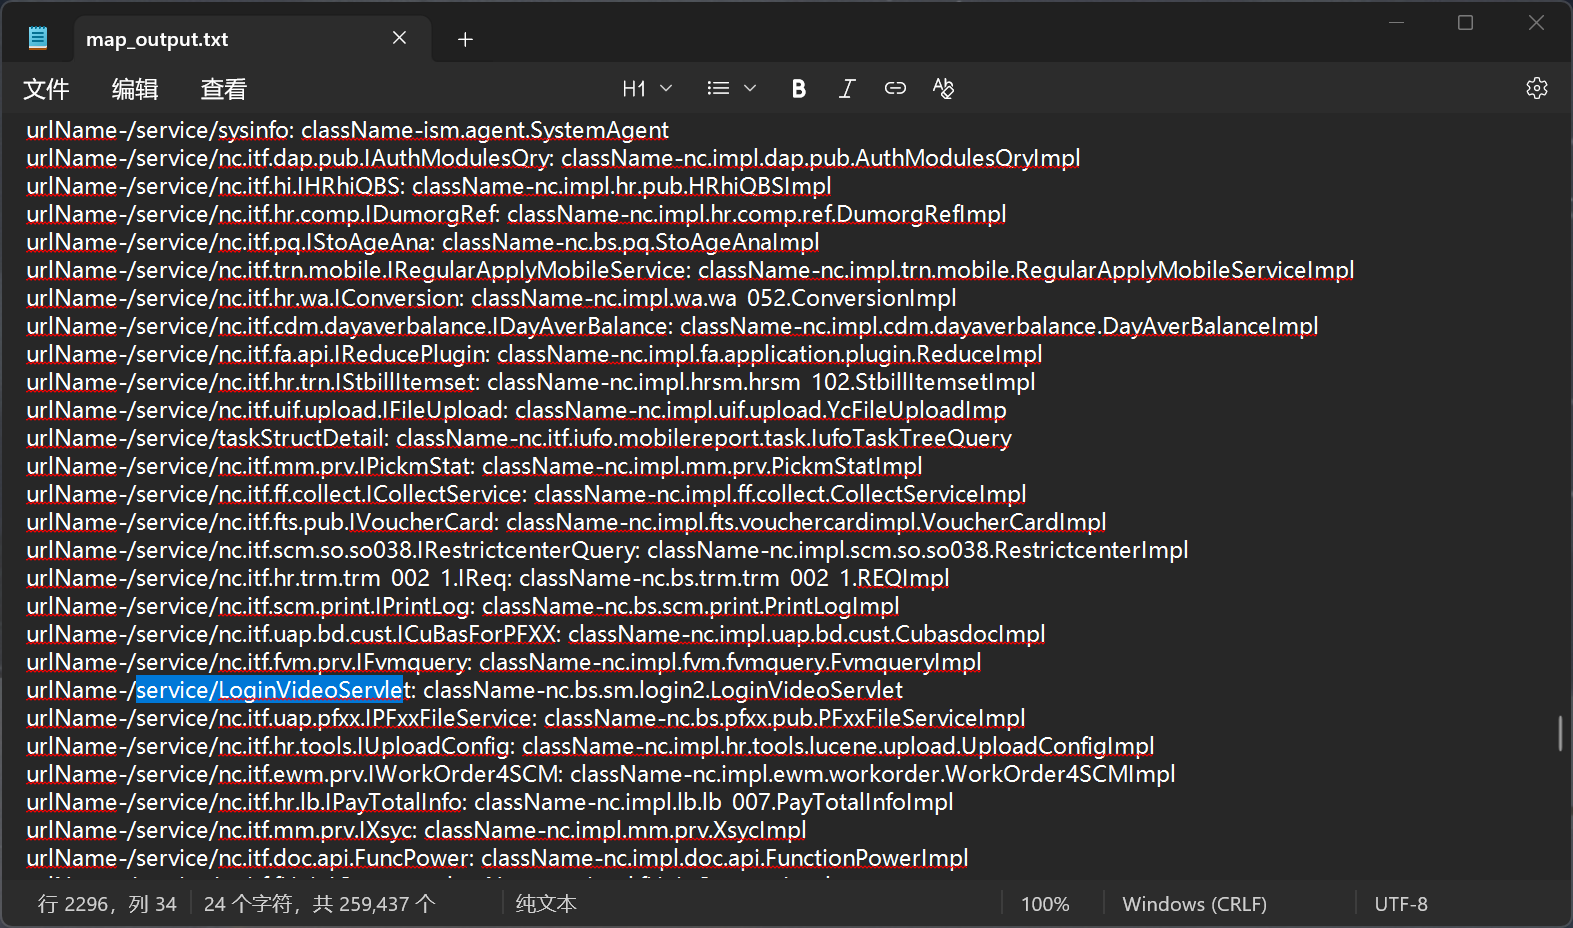 map_output.txt
文件 编辑 查看 H1 B I
urlName-/service/sysinfo: className-ism.agent.SystemAgent
urlName-/service/nc.itf.dap.pub.IAuthModulesQry: className-nc.impl.dap.pub.AuthModulesQryImpl
urlName-/service/nc.itf.hi.IHRhiQBS: className-nc.impl.hr.pub.HRhiQBSImpl
urlName-/service/nc.itf.hr.comp.IDumorgRef: className-nc.impl.hr.comp.ref.DumorgRefImpl
urlName-/service/nc.itf.pq.IStoAgeAna: className-nc.bs.pq.StoAgeAnaImpl
urlName-/service/nc.itf.trn.mobile.IRegularApplyMobileService: className-nc.impl.trn.mobile.RegularApplyMobileServiceImpl
urlName-/service/nc.itf.hr.wa.IConversion: className-nc.impl.wa.wa_052.ConversionImpl
urlName-/service/nc.itf.cdm.dayaverbalance.IDayAverBalance: className-nc.impl.cdm.dayaverbalance.DayAverBalanceImpl
urlName-/service/nc.itf.fa.api.IReducePlugin: className-nc.impl.fa.application.plugin.ReduceImpl
urlName-/service/nc.itf.hr.trn.IStbillItemset: className-nc.impl.hrsm.hrsm_102.StbillItemsetImpl
urlName-/service/nc.itf.uif.upload.IFileUpload: className-nc.impl.uif.upload.YcFileUploadImp
urlName-/service/taskStructDetail: className-nc.itf.iufo.mobilereport.task.IufoTaskTreeQuery
urlName-/service/nc.itf.mm.prv.IPickmStat: className-nc.impl.mm.prv.PickmStatImpl
urlName-/service/nc.itf.ff.collect.ICollectService: className-nc.impl.ff.collect.CollectServiceImpl
urlName-/service/nc.itf.fts.pub.IVoucherCard: className-nc.impl.fts.vouchercardimpl.VoucherCardImpl
urlName-/service/nc.itf.scm.so.so038.IRestrictcenterQuery: className-nc.impl.scm.so.so038.RestrictcenterImpl
urlName-/service/nc.itf.hr.trm.trm_002_1.IReq: className-nc.bs.trm.trm_002_1.REQImpl
urlName-/service/nc.itf.scm.print.IPrintLog: className-nc.bs.scm.print.PrintLogImpl
urlName-/service/nc.itf.uap.bd.cust.ICuBasForPFXX: className-nc.impl.uap.bd.cust.CubasdocImpl
urlName-/service/nc.itf.fvm.prv.IFvmquery: className-nc.impl.fvm.fvmquery.FvmqueryImpl
urlName-/service/LoginVideoServlet: className-nc.bs.sm.login2.LoginVideoServlet
urlName-/service/nc.itf.uap.pfxx.IPFxxFileService: className-nc.bs.pfxx.pub.PFxxFileServiceImpl
urlName-/service/nc.itf.hr.tools.IUploadConfig: className-nc.impl.hr.tools.lucene.upload.UploadConfigImpl
urlName-/service/nc.itf.ewm.prv.IWorkOrder4SCM: className-nc.impl.ewm.workorder.WorkOrder4SCMImpl
urlName-/service/nc.itf.hr.lb.IPayTotalInfo: className-nc.impl.lb.lb_007.PayTotalInfoImpl
urlName-/service/nc.itf.mm.prv.IXsyc: className-nc.impl.mm.prv.XsycImpl
urlName-/service/nc.itf.doc.api.FuncPower: className-nc.impl.doc.api.FunctionPowerImpl
行 2296，列 34 24 个字符，共 259,437 个 纯文本 100% Windows (CRLF) UTF-8